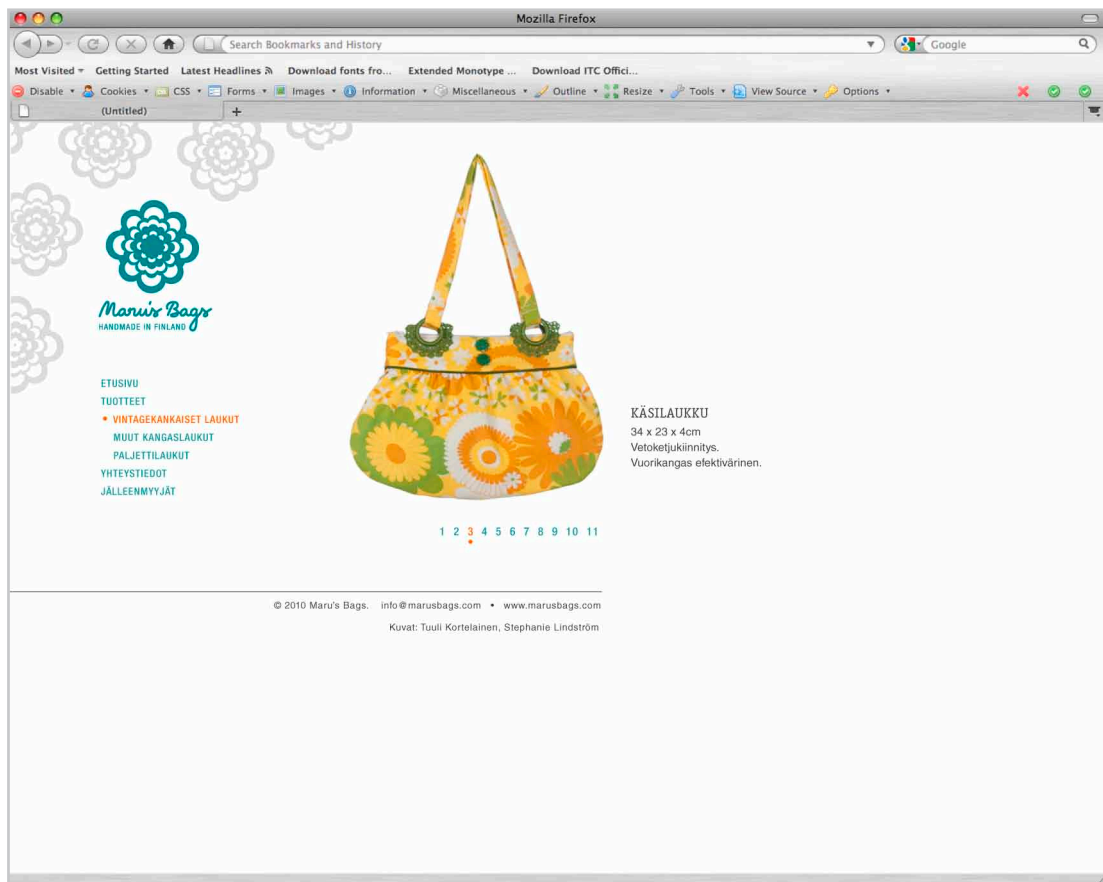 Mozilla Firefox
Search Bookmarks and History
Google
Most Visited Getting Started Latest Headlines Download fonts fro... Extended Monotype ... Download ITC Offici...
Disable Cookies CSS Forms Images Information Miscellaneous Outline Resize Tools View Source Options
(Untitled) +
Maru's Bags
HANDMADE IN FINLAND
ETUSIVU
TUOTTEET
• VINTAGEKANKAISET LAUKUT
MUUT KANGASLAUKUT
PALJETTILAUKUT
YHTEYSTIEDOT
JÄLLEENMYYJÄT
KÄSILAUKKU
34 x 23 x 4cm
Vetoketjukiinnitys.
Vuorikangas efektivärinen.
1 2 3 4 5 6 7 8 9 10 11
© 2010 Maru's Bags. info@marusbags.com • www.marusbags.com
Kuvat: Tuuli Kortelainen, Stephanie Lindström